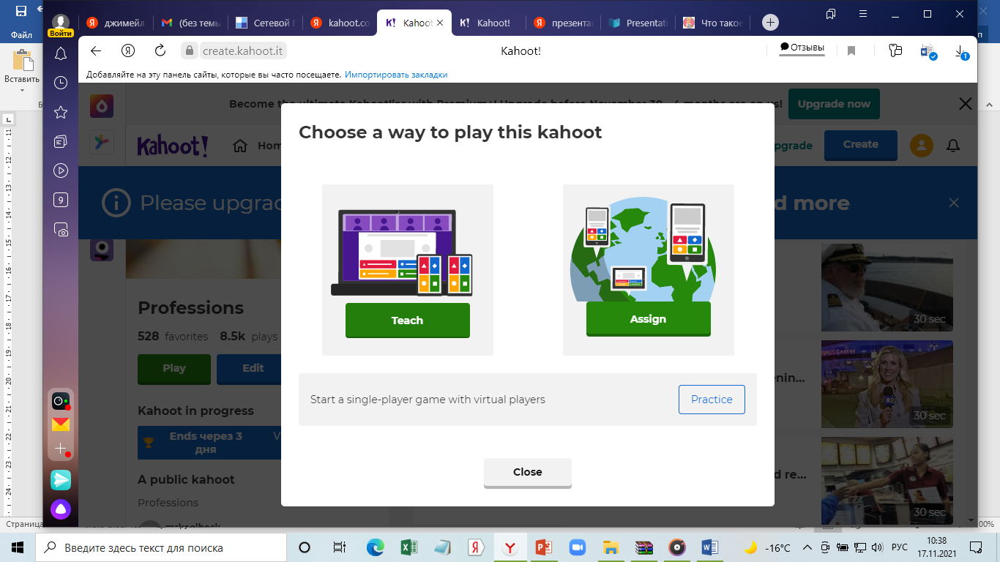 Файл
Войти
джимейл
(без темы
Сетевой Г
kahoot.co
Kahoot
Kahoot!
презента
Presentati
Что такое
Вставить
create.kahoot.it
Kahoot!
Отзывы
1
Добавляйте на эту панель сайты, которые вы часто посещаете. Импортировать закладки
Become the ultimate Kahoot!'er with Premium+! Upgrade before November 30 - 4 months are on us!
Upgrade now
Kahoot!
Hom
pgrade
Create
Please upgrad
d more
9
Choose a way to play this kahoot
Teach
Assign
Start a single-player game with virtual players
Practice
Close
Professions
528 favorites 8.5k plays
Play
Edit
Kahoot in progress
Ends через 3
дня
A public kahoot
Professions
30 sec
enin...
30 sec
d re...
30 sec
Страница
00%
Введите здесь текст для поиска
-16°C
РУС
10:38
17.11.2021